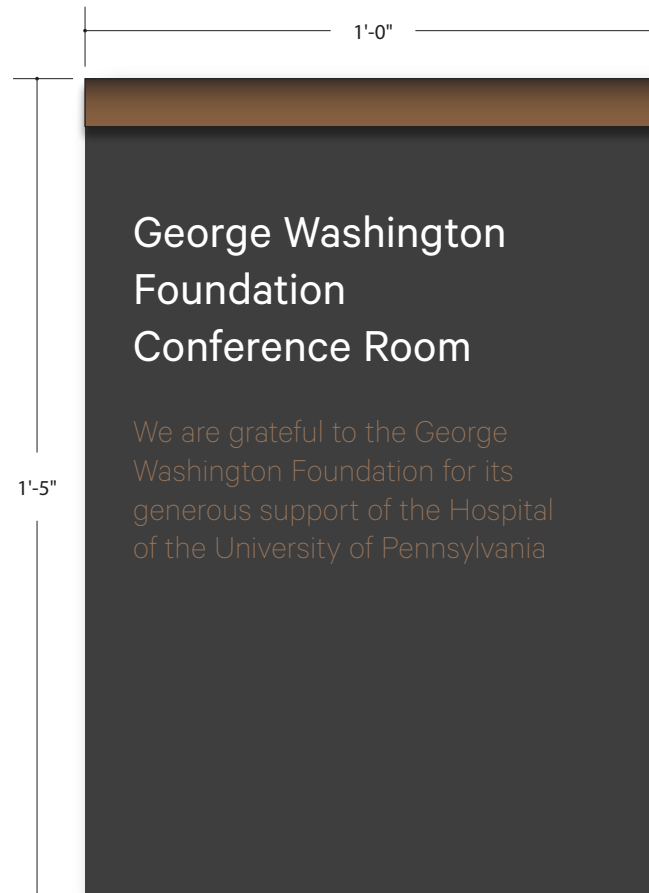 1'-0"
George Washington
Foundation
Conference Room
We are grateful to the George
Washington Foundation for its
generous support of the Hospital
of the University of Pennsylvania
1'-5"